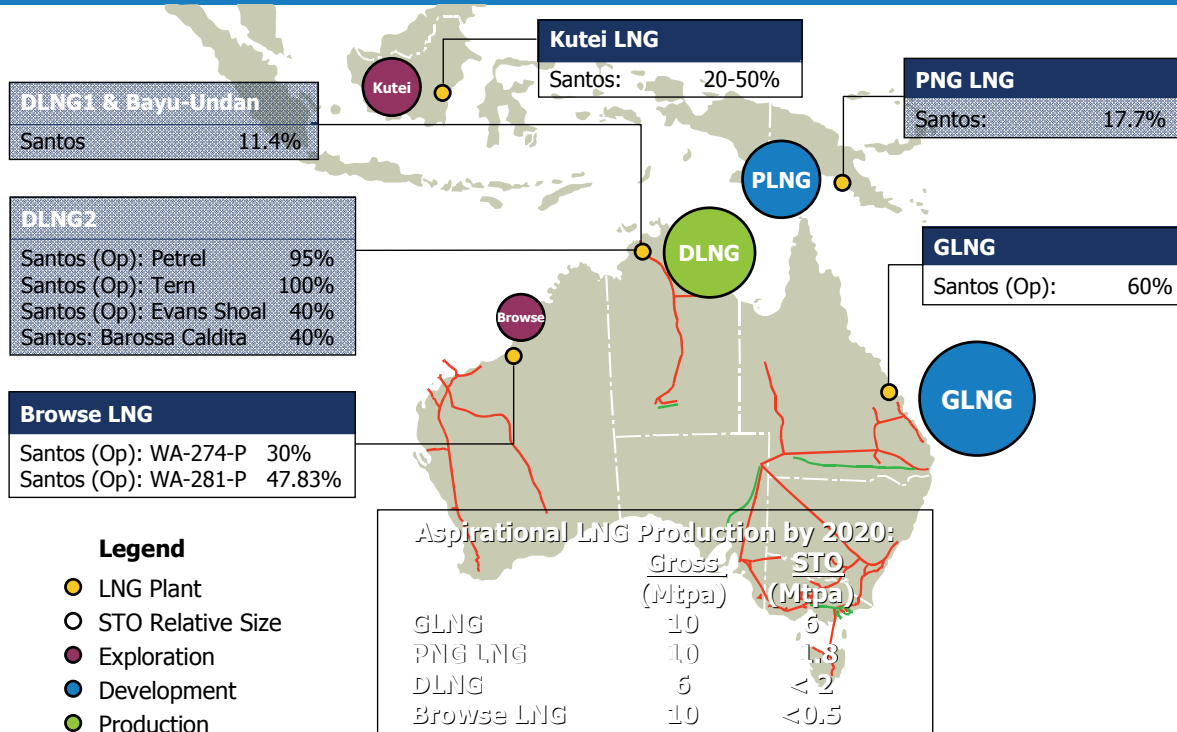 Kutei LNG
Santos: 20-50%
PNG LNG
Santos: 17.7%
DLNG1 & Bayu-Undan
Santos 11.4%
Kutei
PLNG
DLNG2
Santos (Op): Petrel 95%
Santos (Op): Tern 100%
Santos (Op): Evans Shoal 40%
Santos: Barossa Caldita 40%
DLNG
GLNG
Santos (Op): 60%
Browse
GLNG
Browse LNG
Santos (Op): WA-274-P 30%
Santos (Op): WA-281-P 47.83%
Legend
LNG Plant
STO Relative Size
Exploration
Development
Production
Aspirational LNG Production by 2020:
Gross STO
(Mtpa) (Mtpa)
GLNG 10 6
PNG LNG 10 1.8
DLNG 6 < 2
Browse LNG 10 <0.5